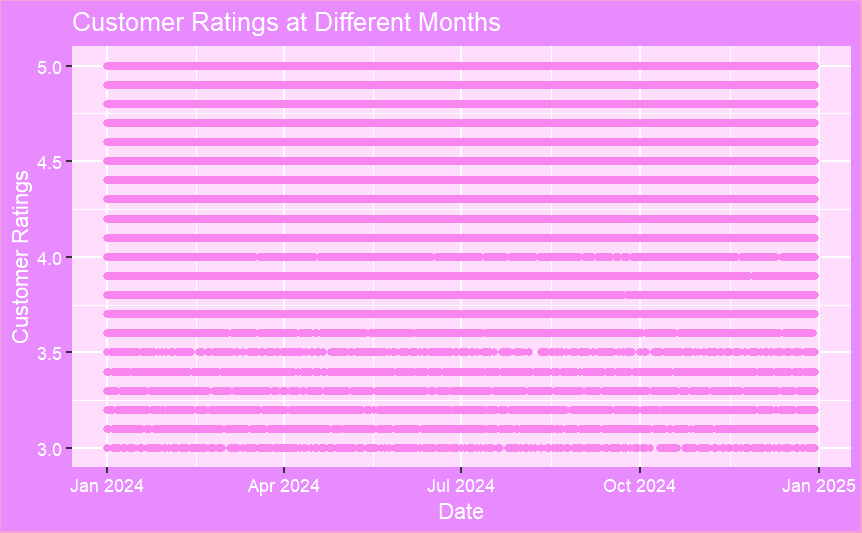 Customer Ratings at Different Months
Customer Ratings
5.0
4.5
4.0
3.5
3.0
Jan 2024 Apr 2024 Jul 2024 Oct 2024 Jan 2025
Date